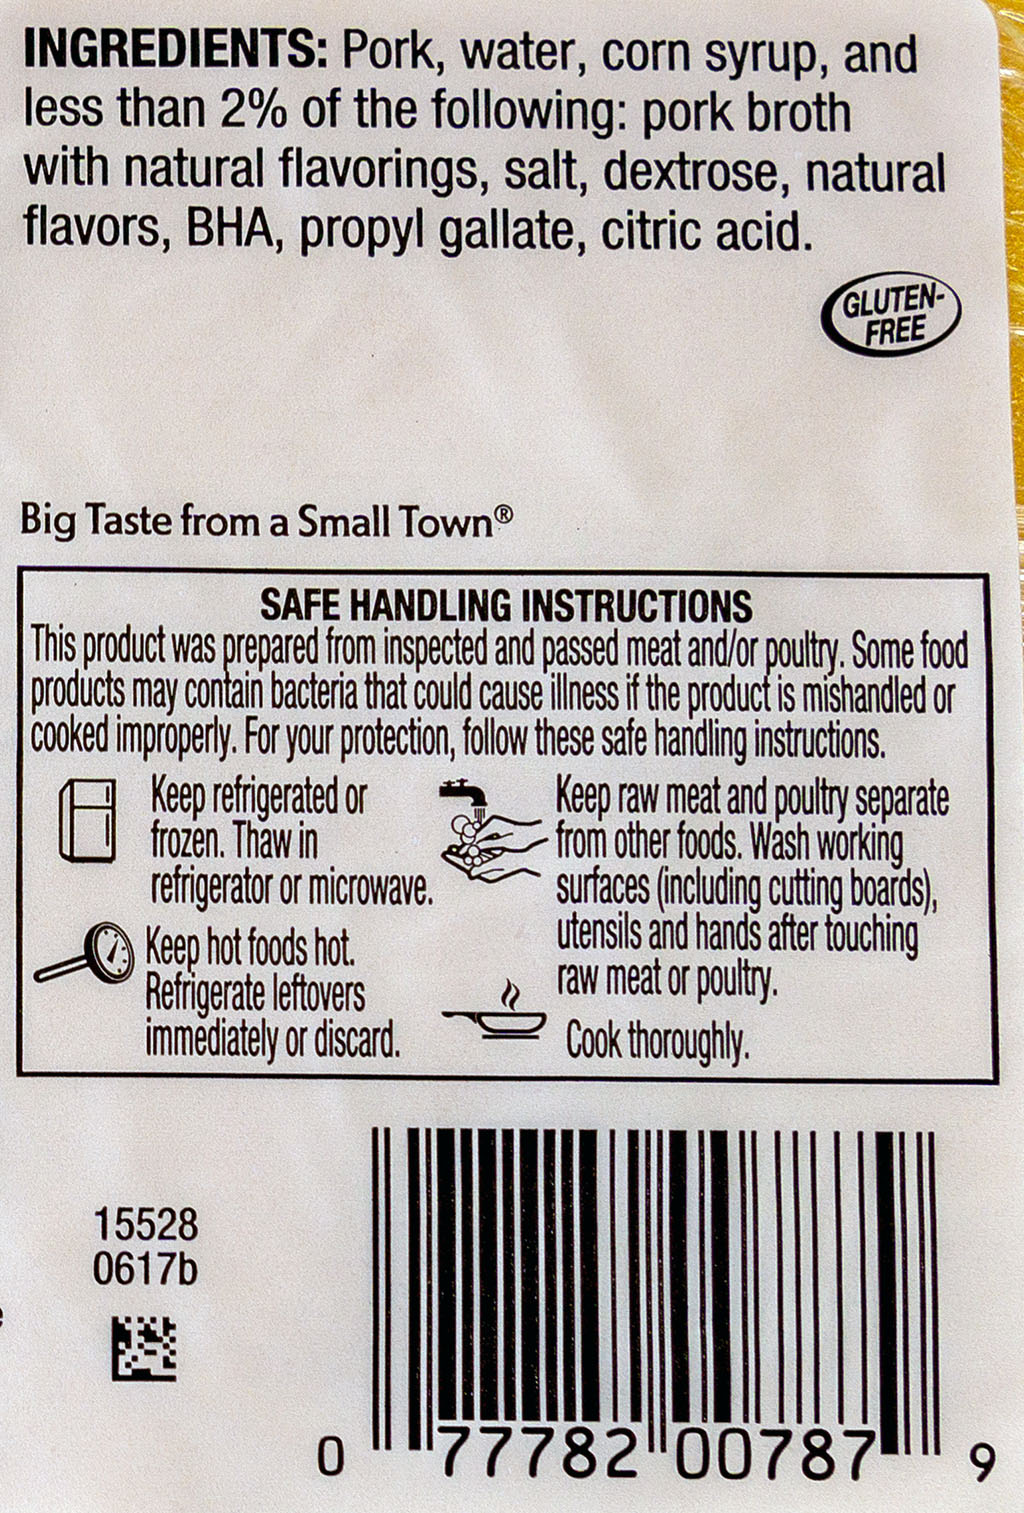 INGREDIENTS: Pork, water, corn syrup, and
less than 2% of the following: pork broth
with natural flavorings, salt, dextrose, natural
flavors, BHA, propyl gallate, citric acid.
GLUTEN-
FREE
Big Taste from a Small Town®
SAFE HANDLING INSTRUCTIONS
This product was prepared from inspected and passed meat and/or poultry. Some food
products may contain bacteria that could cause illness if the product is mishandled or
cooked improperly. For your protection, follow these safe handling instructions.
Keep refrigerated or
frozen. Thaw in
refrigerator or microwave.
Keep raw meat and poultry separate
from other foods. Wash working
surfaces (including cutting boards),
utensils and hands after touching
raw meat or poultry.
Keep hot foods hot.
Refrigerate leftovers
immediately or discard.
Cook thoroughly.
15528
0617b
0 77782 00787 9